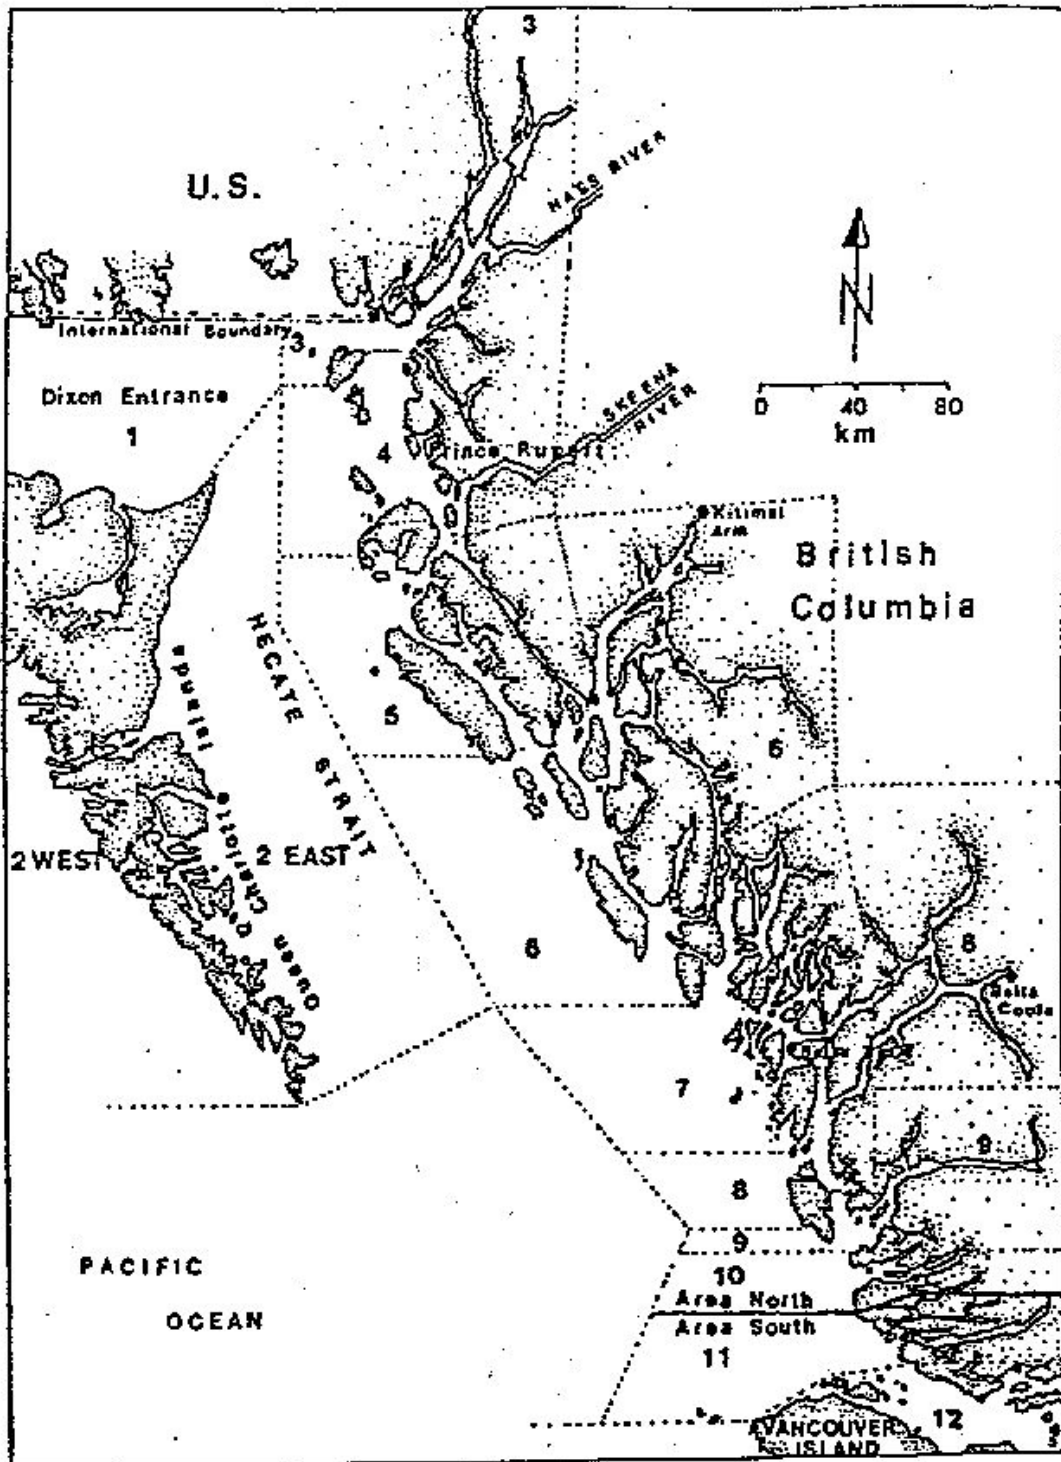 3
U.S.
NASS RIVER
International Boundary
3
Dixon Entrance
1
N
0 40 80
km
SKEENA
RIVER
4
Prince Rupert
Kitimat
Arm
British
Columbia
HECATE STRAIT
5
6
2 WEST
2 EAST
Queen Charlotte Islands
6
8
Bella
Coola
7
9
8
9
10
Area North
Area South
11
PACIFIC
OCEAN
12
VANCOUVER
ISLAND